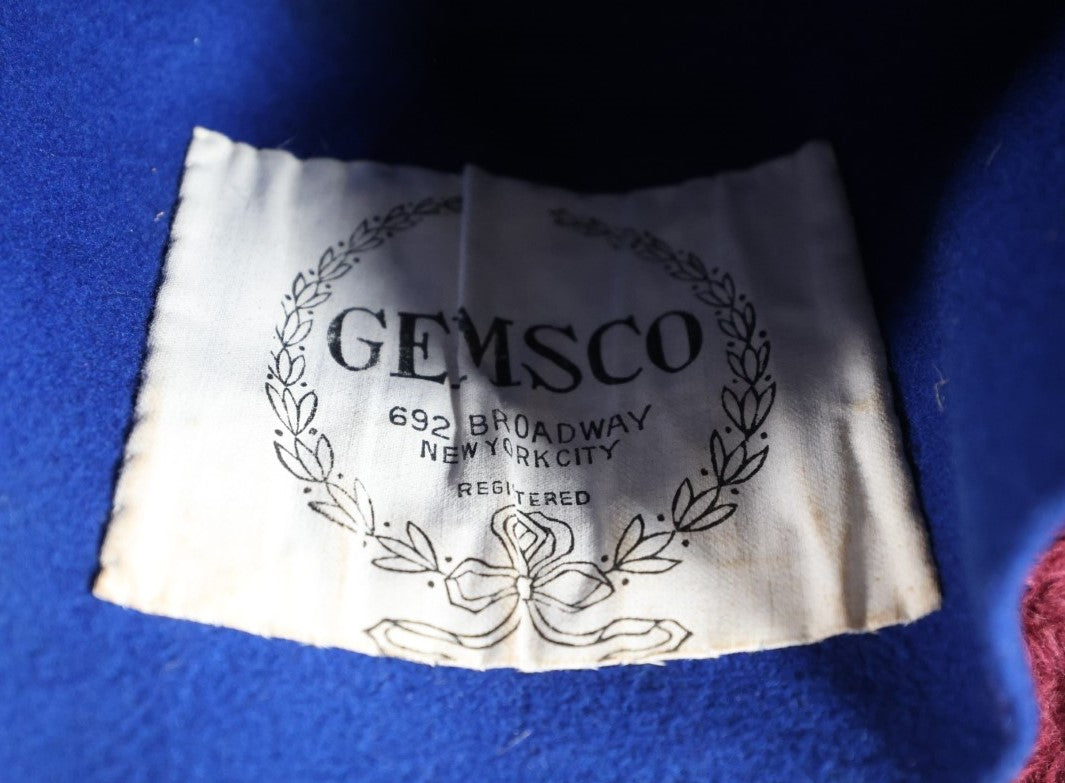 GEMSCO
692 BROADWAY
NEW YORK CITY
REGISTERED